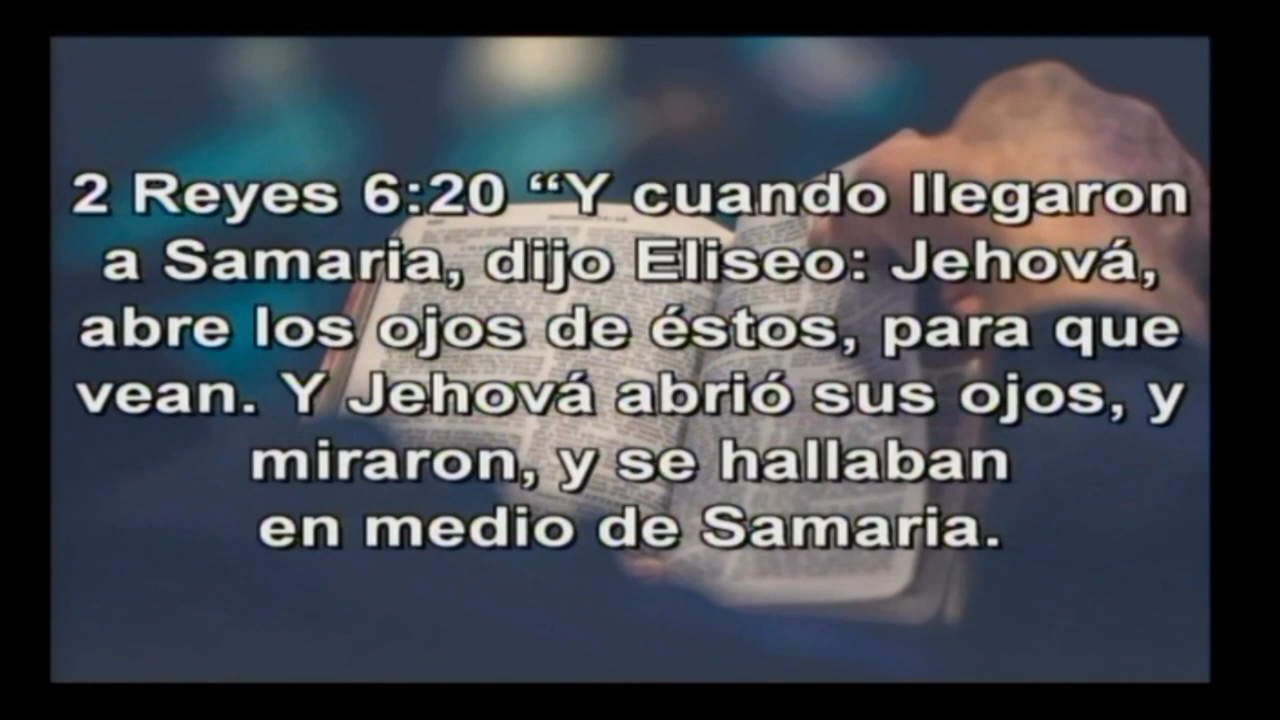 2 Reyes 6:20 “Y cuando llegaron
a Samaria, dijo Eliseo: Jehová,
abre los ojos de éstos, para que
vean. Y Jehová abrió sus ojos, y
miraron, y se hallaban
en medio de Samaria.